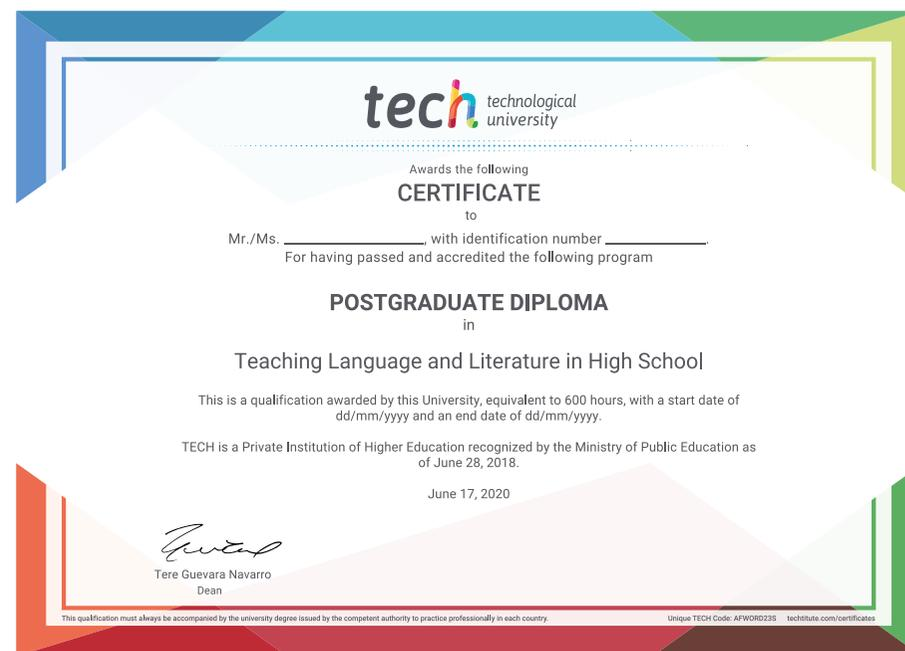 tech technological
university
Awards the following
CERTIFICATE
to
Mr./Ms. ________________, with identification number ____________.
For having passed and accredited the following program
POSTGRADUATE DIPLOMA
in
Teaching Language and Literature in High School
This is a qualification awarded by this University, equivalent to 600 hours, with a start date of
dd/mm/yyyy and an end date of dd/mm/yyyy.
TECH is a Private Institution of Higher Education recognized by the Ministry of Public Education as
of June 28, 2018.
June 17, 2020
Tere Guevara Navarro
Dean
This qualification must always be accompanied by the university degree issued by the competent authority to practice professionally in each country.
Unique TECH Code: AFWORD23S techtitute.com/certificates